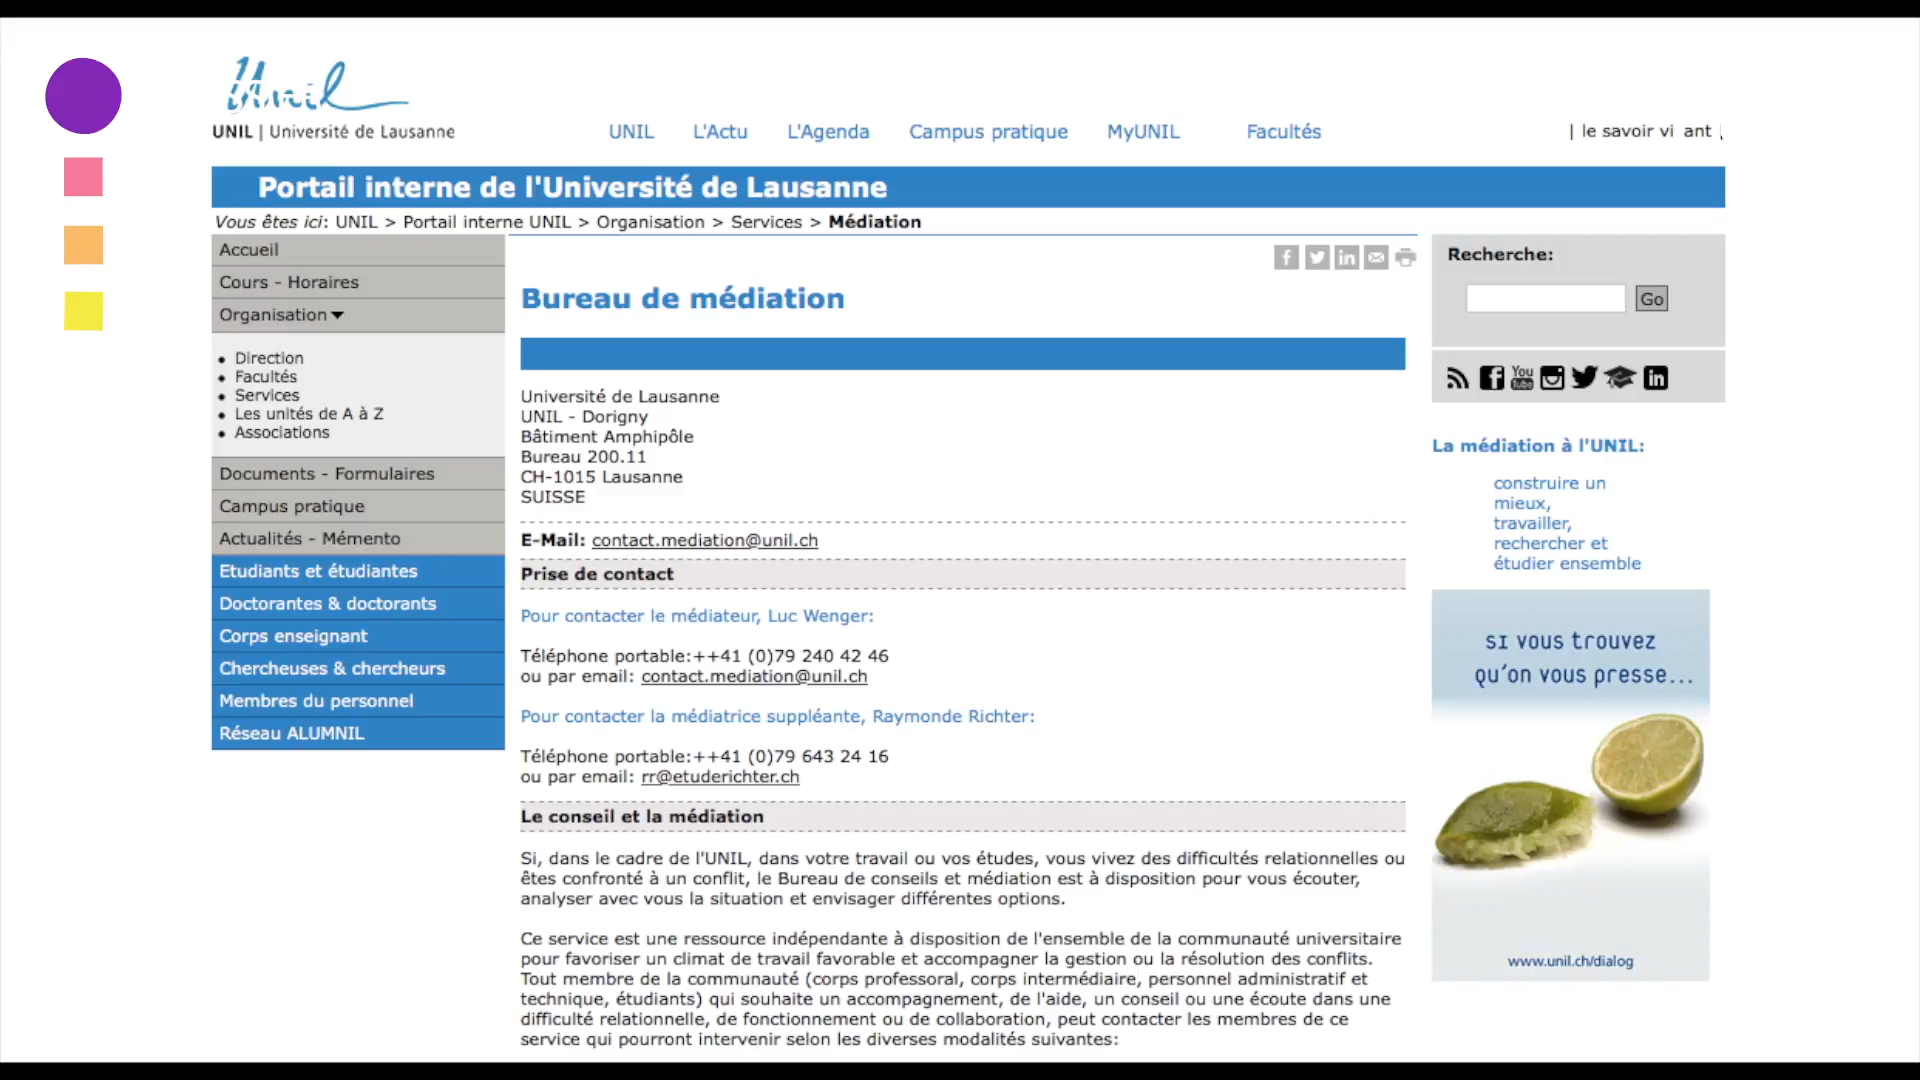 Unil
UNIL | Université de Lausanne
UNIL L'Actu L'Agenda Campus pratique MyUNIL Facultés
| le savoir vi ant
Portail interne de l'Université de Lausanne
Vous êtes ici: UNIL > Portail interne UNIL > Organisation > Services > Médiation
Accueil
Cours - Horaires
Organisation
Direction
Facultés
Services
Les unités de A à Z
Associations
Documents - Formulaires
Campus pratique
Actualités - Mémento
Etudiants et étudiantes
Doctorantes & doctorants
Corps enseignant
Chercheuses & chercheurs
Membres du personnel
Réseau ALUMNIL
Bureau de médiation
Université de Lausanne
UNIL - Dorigny
Bâtiment Amphipôle
Bureau 200.11
CH-1015 Lausanne
SUISSE
E-Mail: contact.mediation@unil.ch
Prise de contact
Pour contacter le médiateur, Luc Wenger:
Téléphone portable:++41 (0)79 240 42 46
ou par email: contact.mediation@unil.ch
Pour contacter la médiatrice suppléante, Raymonde Richter:
Téléphone portable:++41 (0)79 643 24 16
ou par email: rr@etuderichter.ch
Le conseil et la médiation
Si, dans le cadre de l'UNIL, dans votre travail ou vos études, vous vivez des difficultés relationnelles ou
êtes confronté à un conflit, le Bureau de conseils et médiation est à disposition pour vous écouter,
analyser avec vous la situation et envisager différentes options.
Ce service est une ressource indépendante à disposition de l'ensemble de la communauté universitaire
pour favoriser un climat de travail favorable et accompagner la gestion ou la résolution des conflits.
Tout membre de la communauté (corps professoral, corps intermédiaire, personnel administratif et
technique, étudiants) qui souhaite un accompagnement, de l'aide, un conseil ou une écoute dans une
difficulté relationnelle, de fonctionnement ou de collaboration, peut contacter les membres de ce
service qui pourront intervenir selon les diverses modalités suivantes:
Recherche:
Go
You
Tube
La médiation à l'UNIL:
construire un
mieux,
travailler,
rechercher et
étudier ensemble
si vous trouvez
qu'on vous presse...
www.unil.ch/dialog